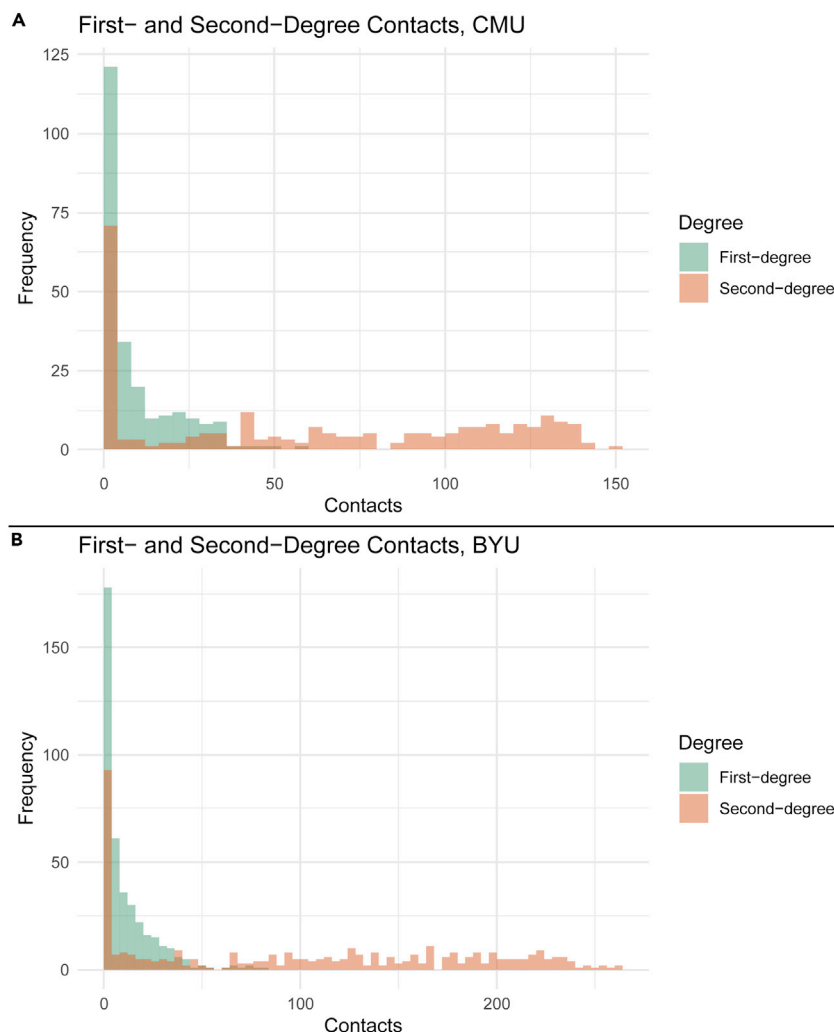 A
First− and Second−Degree Contacts, CMU
125
100
75
50
25
0
Frequency
0 50 100 150
Contacts
Degree
First−degree
Second−degree
B
First− and Second−Degree Contacts, BYU
150
100
50
0
Frequency
0 100 200
Contacts
Degree
First−degree
Second−degree